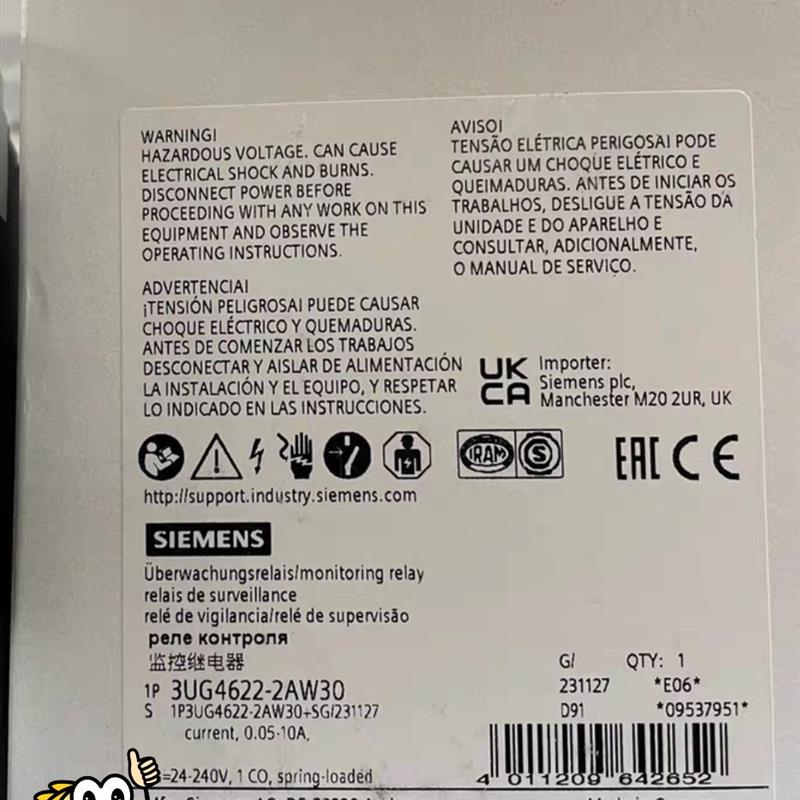 WARNING!
HAZARDOUS VOLTAGE. CAN CAUSE
ELECTRICAL SHOCK AND BURNS.
DISCONNECT POWER BEFORE
PROCEEDING WITH ANY WORK ON THIS
EQUIPMENT AND OBSERVE THE
OPERATING INSTRUCTIONS.
AVISO!
TENSÃO ELÉTRICA PERIGOSA! PODE
CAUSAR UM CHOQUE ELÉTRICO E
QUEIMADURAS. ANTES DE INICIAR OS
TRABALHOS, DESLIGUE A TENSÃO DA
UNIDADE E DO APARELHO E
CONSULTAR, ADICIONALMENTE,
O MANUAL DE SERVIÇO.
ADVERTENCIA!
¡TENSIÓN PELIGROSA! PUEDE CAUSAR
CHOQUE ELÉCTRICO Y QUEMADURAS.
ANTES DE COMENZAR LOS TRABAJOS
DESCONECTAR Y AISLAR DE ALIMENTACIÓN
LA INSTALACIÓN Y EL EQUIPO, Y RESPETAR
LO INDICADO EN LAS INSTRUCCIONES.
UK
CA
Importer:
Siemens plc,
Manchester M20 2UR, UK
IRAM S
EAC CE
http://support.industry.siemens.com
SIEMENS
Überwachungsrelais/monitoring relay
relais de surveillance
relé de vigilancia/relé de supervisão
реле контроля
监控继电器
G/ QTY: 1
1P 3UG4622-2AW30
231127 *E06*
S 1P3UG4622-2AW30+SG/231127
D91 *09537951*
current, 0.05-10A,
=24-240V, 1 CO, spring-loaded
4 011209 642652